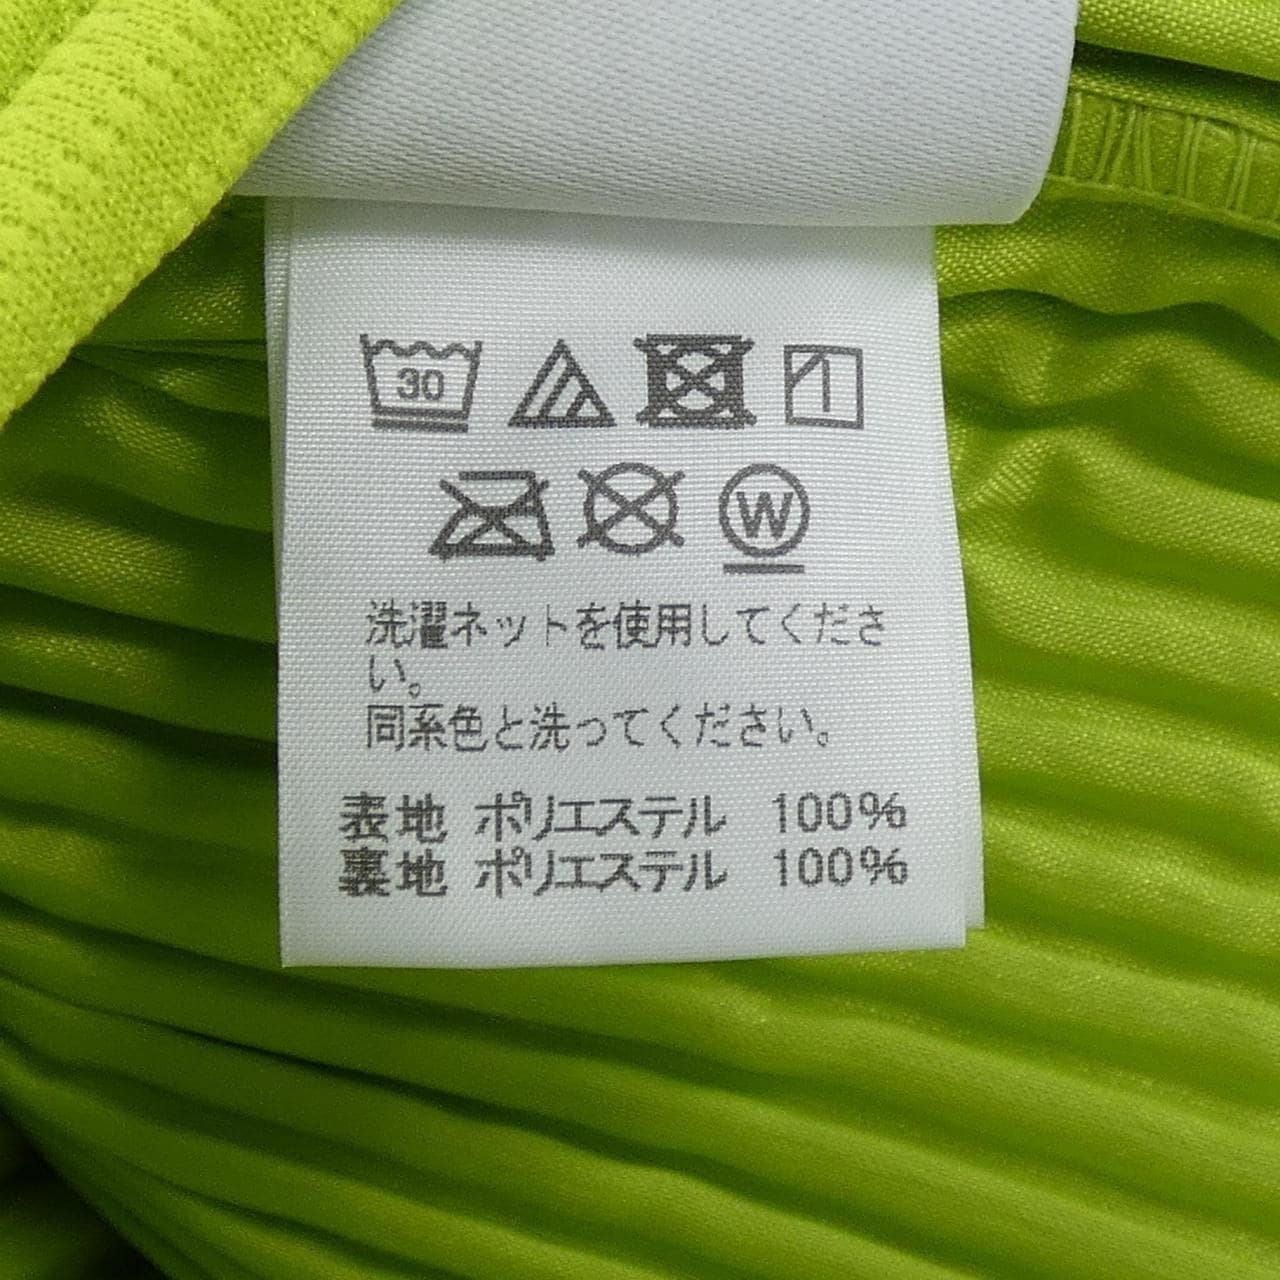 30
W
洗濯ネットを使用してくださ
い。
同系色と洗ってください。
表地 ポリエステル 100%
裏地 ポリエステル 100%